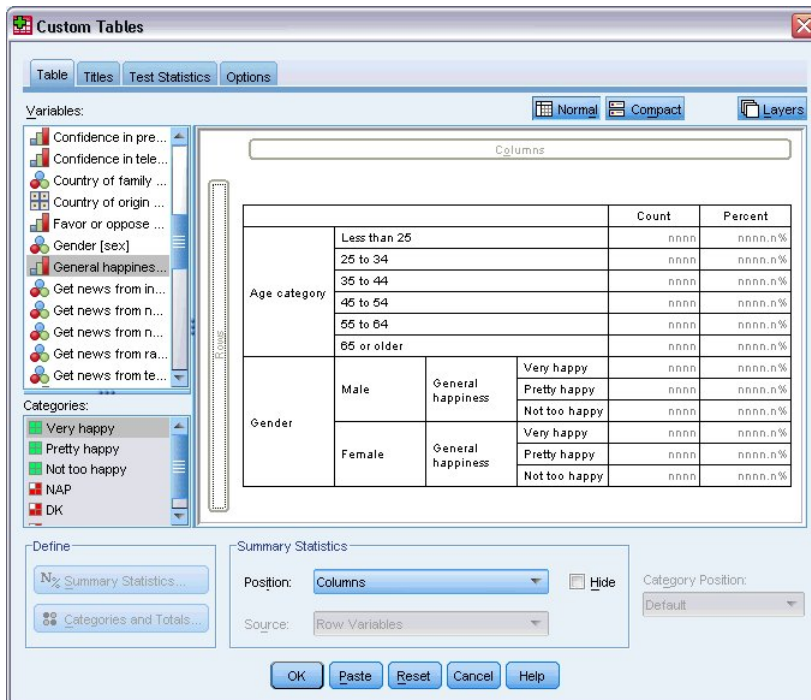 Custom Tables
Table Titles Test Statistics Options
Variables:
Normal Compact Layers
Confidence in pre...
Confidence in tele...
Country of family ...
Country of origin ...
Favor or oppose ...
Gender [sex]
General happines...
Get news from in...
Get news from n...
Get news from n...
Get news from ra...
Get news from te...
Categories:
Very happy
Pretty happy
Not too happy
NAP
DK
Columns
Rows
Count Percent
Age category
Less than 25 nnnn nnnn.n%
25 to 34 nnnn nnnn.n%
35 to 44 nnnn nnnn.n%
45 to 54 nnnn nnnn.n%
55 to 64 nnnn nnnn.n%
65 or older nnnn nnnn.n%
Gender
Male
General
happiness
Very happy nnnn nnnn.n%
Pretty happy nnnn nnnn.n%
Not too happy nnnn nnnn.n%
Female
General
happiness
Very happy nnnn nnnn.n%
Pretty happy nnnn nnnn.n%
Not too happy nnnn nnnn.n%
Define
N% Summary Statistics...
Categories and Totals...
Summary Statistics
Position: Columns Hide
Source: Row Variables
Category Position:
Default
OK Paste Reset Cancel Help